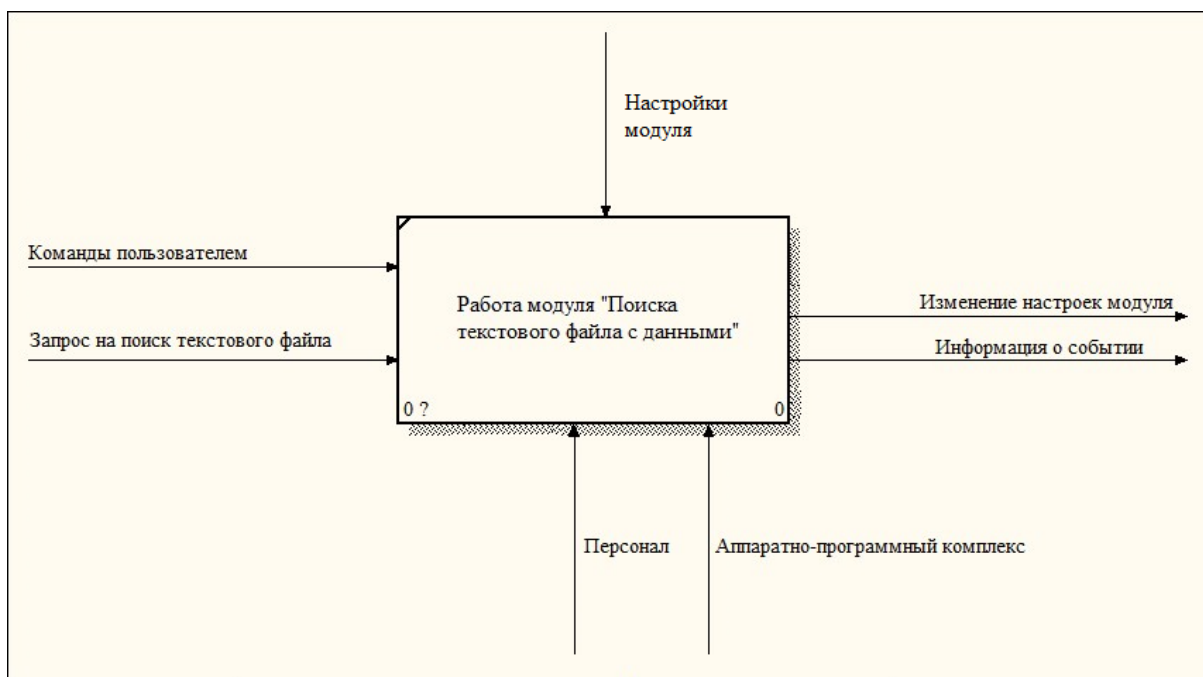 Настройки
модуля
Команды пользователем
Запрос на поиск текстового файла
Работа модуля "Поиска
текстового файла с данными"
0 ?
0
Изменение настроек модуля
Информация о событии
Персонал
Аппаратно-программный комплекс